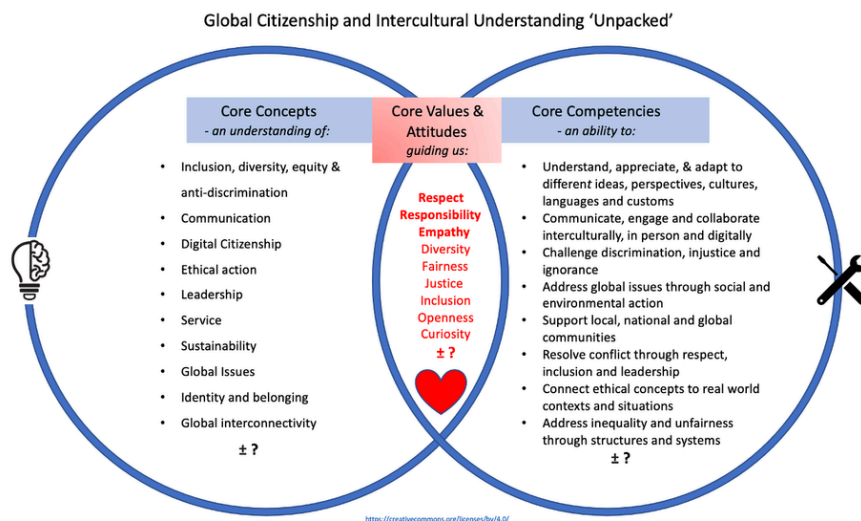 Global Citizenship and Intercultural Understanding ‘Unpacked’
Core Concepts
- an understanding of:
• Inclusion, diversity, equity &
anti-discrimination
• Communication
• Digital Citizenship
• Ethical action
• Leadership
• Service
• Sustainability
• Global Issues
• Identity and belonging
• Global interconnectivity
± ?
Core Values &
Attitudes
guiding us:
Respect
Responsibility
Empathy
Diversity
Fairness
Justice
Inclusion
Openness
Curiosity
± ?
Core Competencies
- an ability to:
• Understand, appreciate, & adapt to
different ideas, perspectives, cultures,
languages and customs
• Communicate, engage and collaborate
interculturally, in person and digitally
• Challenge discrimination, injustice and
ignorance
• Address global issues through social and
environmental action
• Support local, national and global
communities
• Resolve conflict through respect,
inclusion and leadership
• Connect ethical concepts to real world
contexts and situations
• Address inequality and unfairness
through structures and systems
± ?
https://creativecommons.org/licenses/by/4.0/